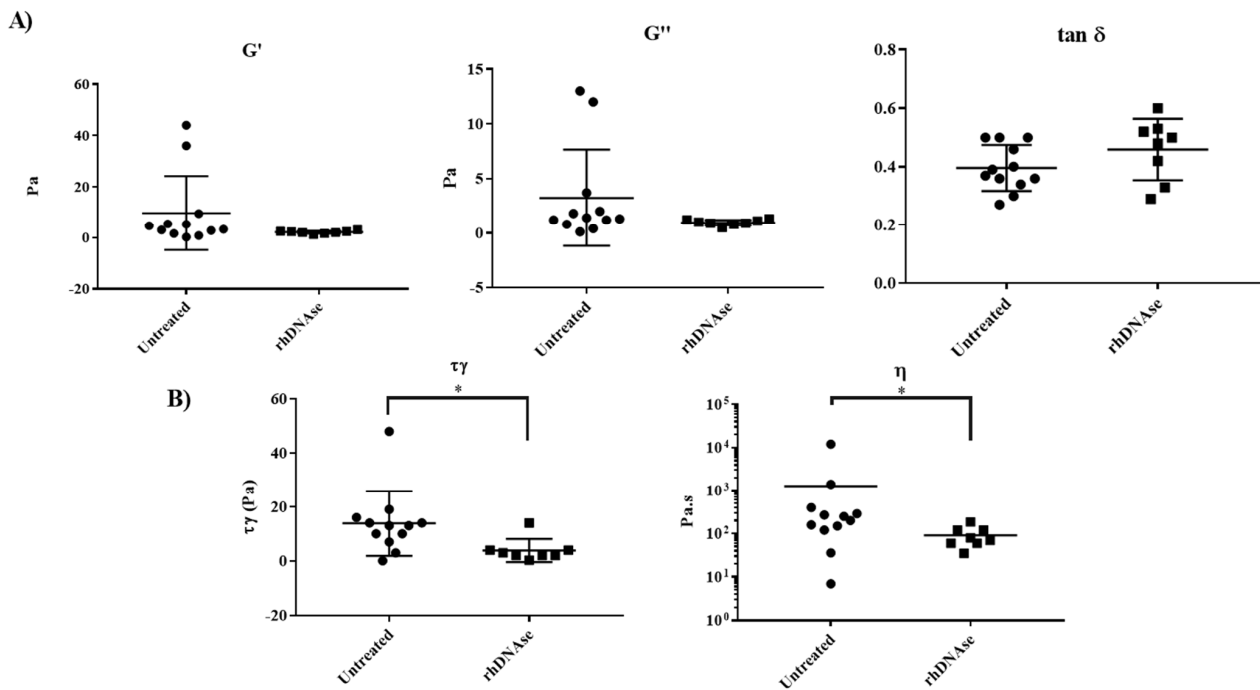 A)
G'
60
40
20
0
-20
Pa
Untreated
rhDNAse
G"
15
10
5
0
-5
Pa
Untreated
rhDNAse
tan δ
0.8
0.6
0.4
0.2
0.0
Untreated
rhDNAse
B)
τγ
*
60
40
20
0
-20
τγ (Pa)
Untreated
rhDNAse
η
*
10⁵
10⁴
10³
10²
10¹
10⁰
Pa.s
Untreated
rhDNAse